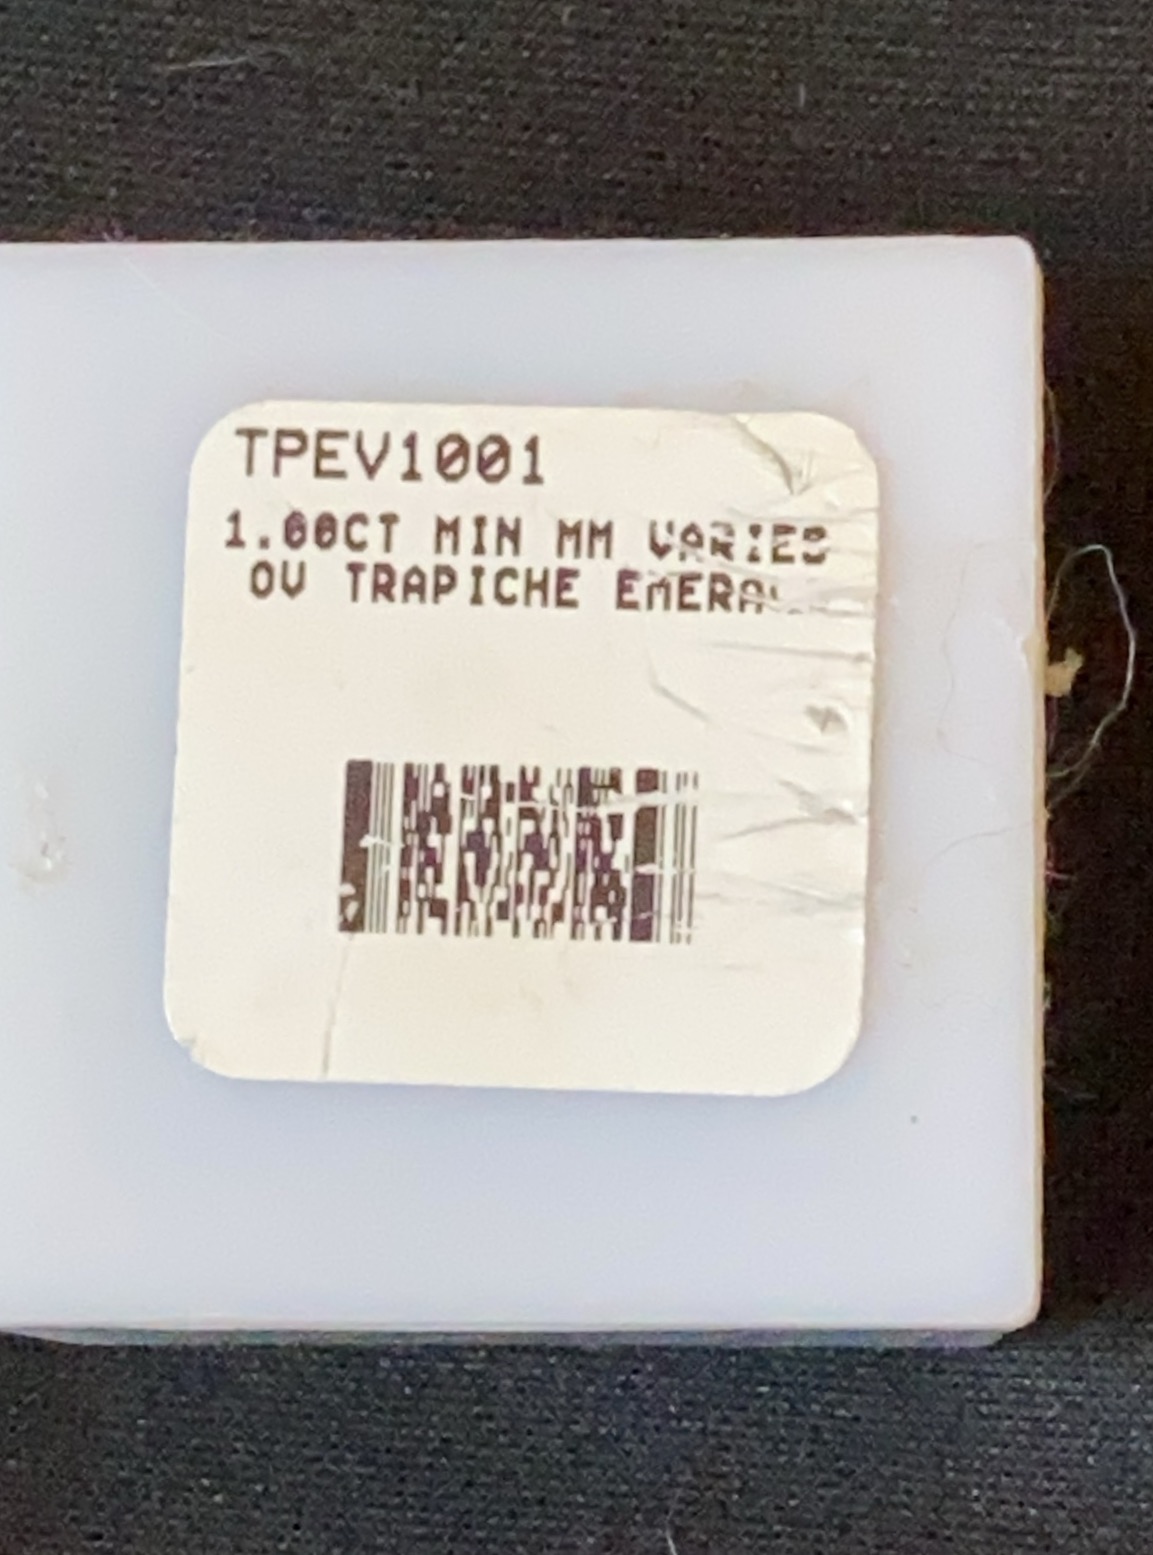 TPEV1001
1.00CT MIN MM VARIES
OV TRAPICHE